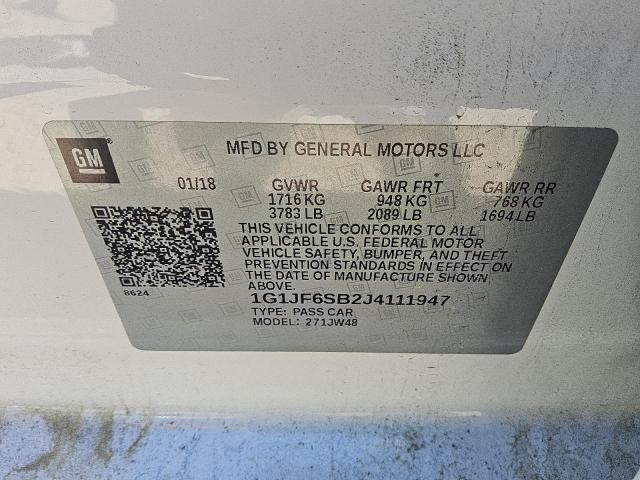 GM
MFD BY GENERAL MOTORS LLC
01/18 GVWR GAWR FRT GAWR RR
1716 KG 948 KG 768 KG
3783 LB 2089 LB 1694 LB
THIS VEHICLE CONFORMS TO ALL
APPLICABLE U.S. FEDERAL MOTOR
VEHICLE SAFETY, BUMPER, AND THEFT
PREVENTION STANDARDS IN EFFECT ON
THE DATE OF MANUFACTURE SHOWN
ABOVE.
8624
1G1JF6SB2J4111947
TYPE: PASS CAR
MODEL: 271JW48